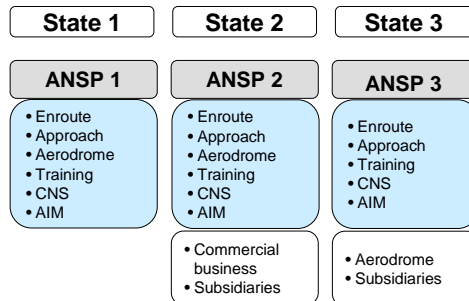 State 1
State 2
State 3
ANSP 1
ANSP 2
ANSP 3
• Enroute
• Approach
• Aerodrome
• Training
• CNS
• AIM
• Enroute
• Approach
• Aerodrome
• Training
• CNS
• AIM
• Enroute
• Approach
• Training
• CNS
• AIM
• Commercial
business
• Subsidiaries
• Aerodrome
• Subsidiaries